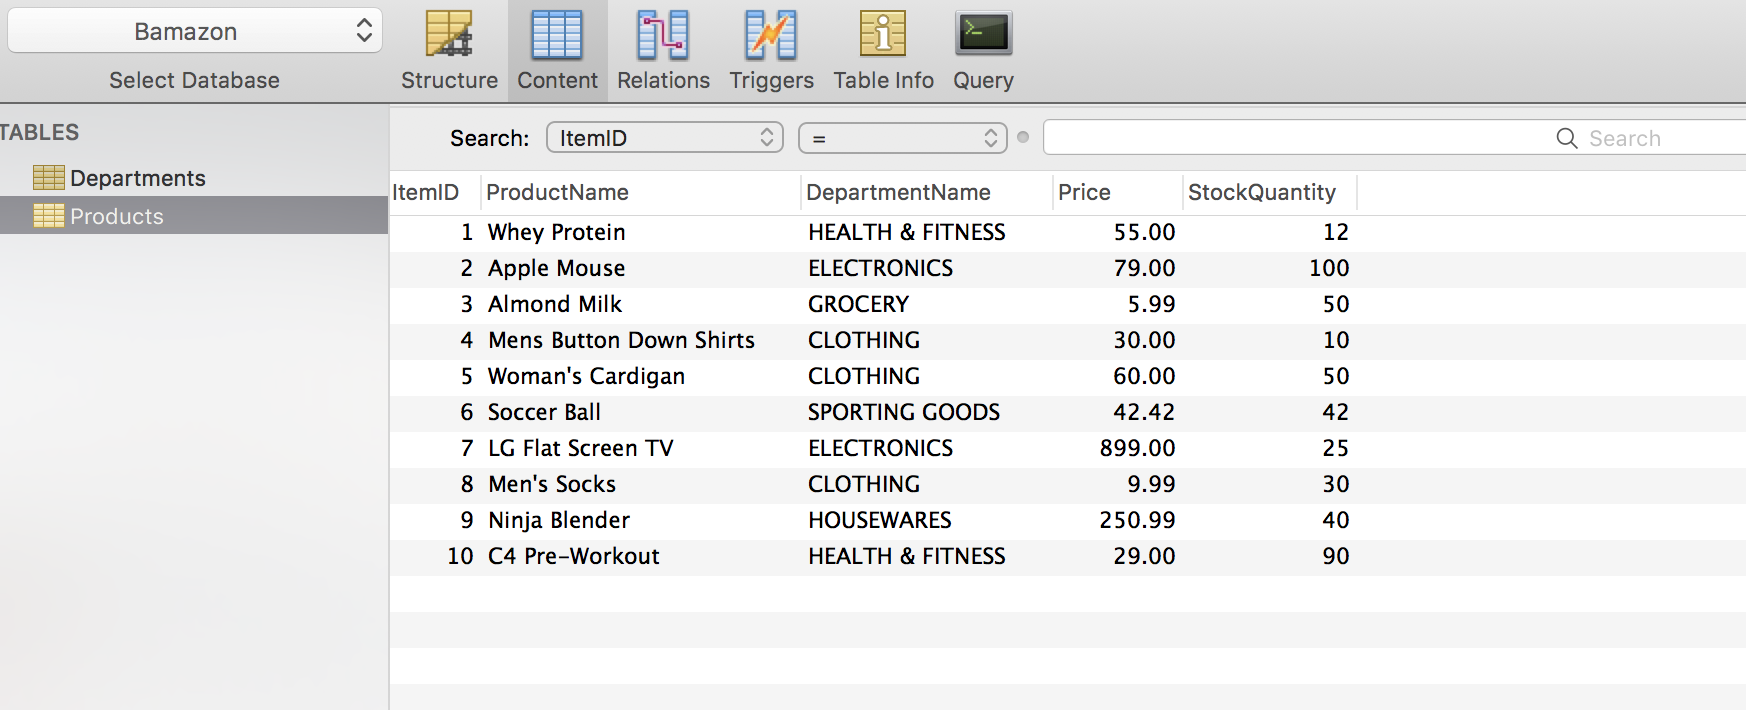 Bamazon
Select Database
Structure Content Relations Triggers Table Info Query
TABLES
Departments
Products
Search: ItemID = Search
ItemID ProductName DepartmentName Price StockQuantity
1 Whey Protein HEALTH & FITNESS 55.00 12
2 Apple Mouse ELECTRONICS 79.00 100
3 Almond Milk GROCERY 5.99 50
4 Mens Button Down Shirts CLOTHING 30.00 10
5 Woman's Cardigan CLOTHING 60.00 50
6 Soccer Ball SPORTING GOODS 42.42 42
7 LG Flat Screen TV ELECTRONICS 899.00 25
8 Men's Socks CLOTHING 9.99 30
9 Ninja Blender HOUSEWARES 250.99 40
10 C4 Pre-Workout HEALTH & FITNESS 29.00 90